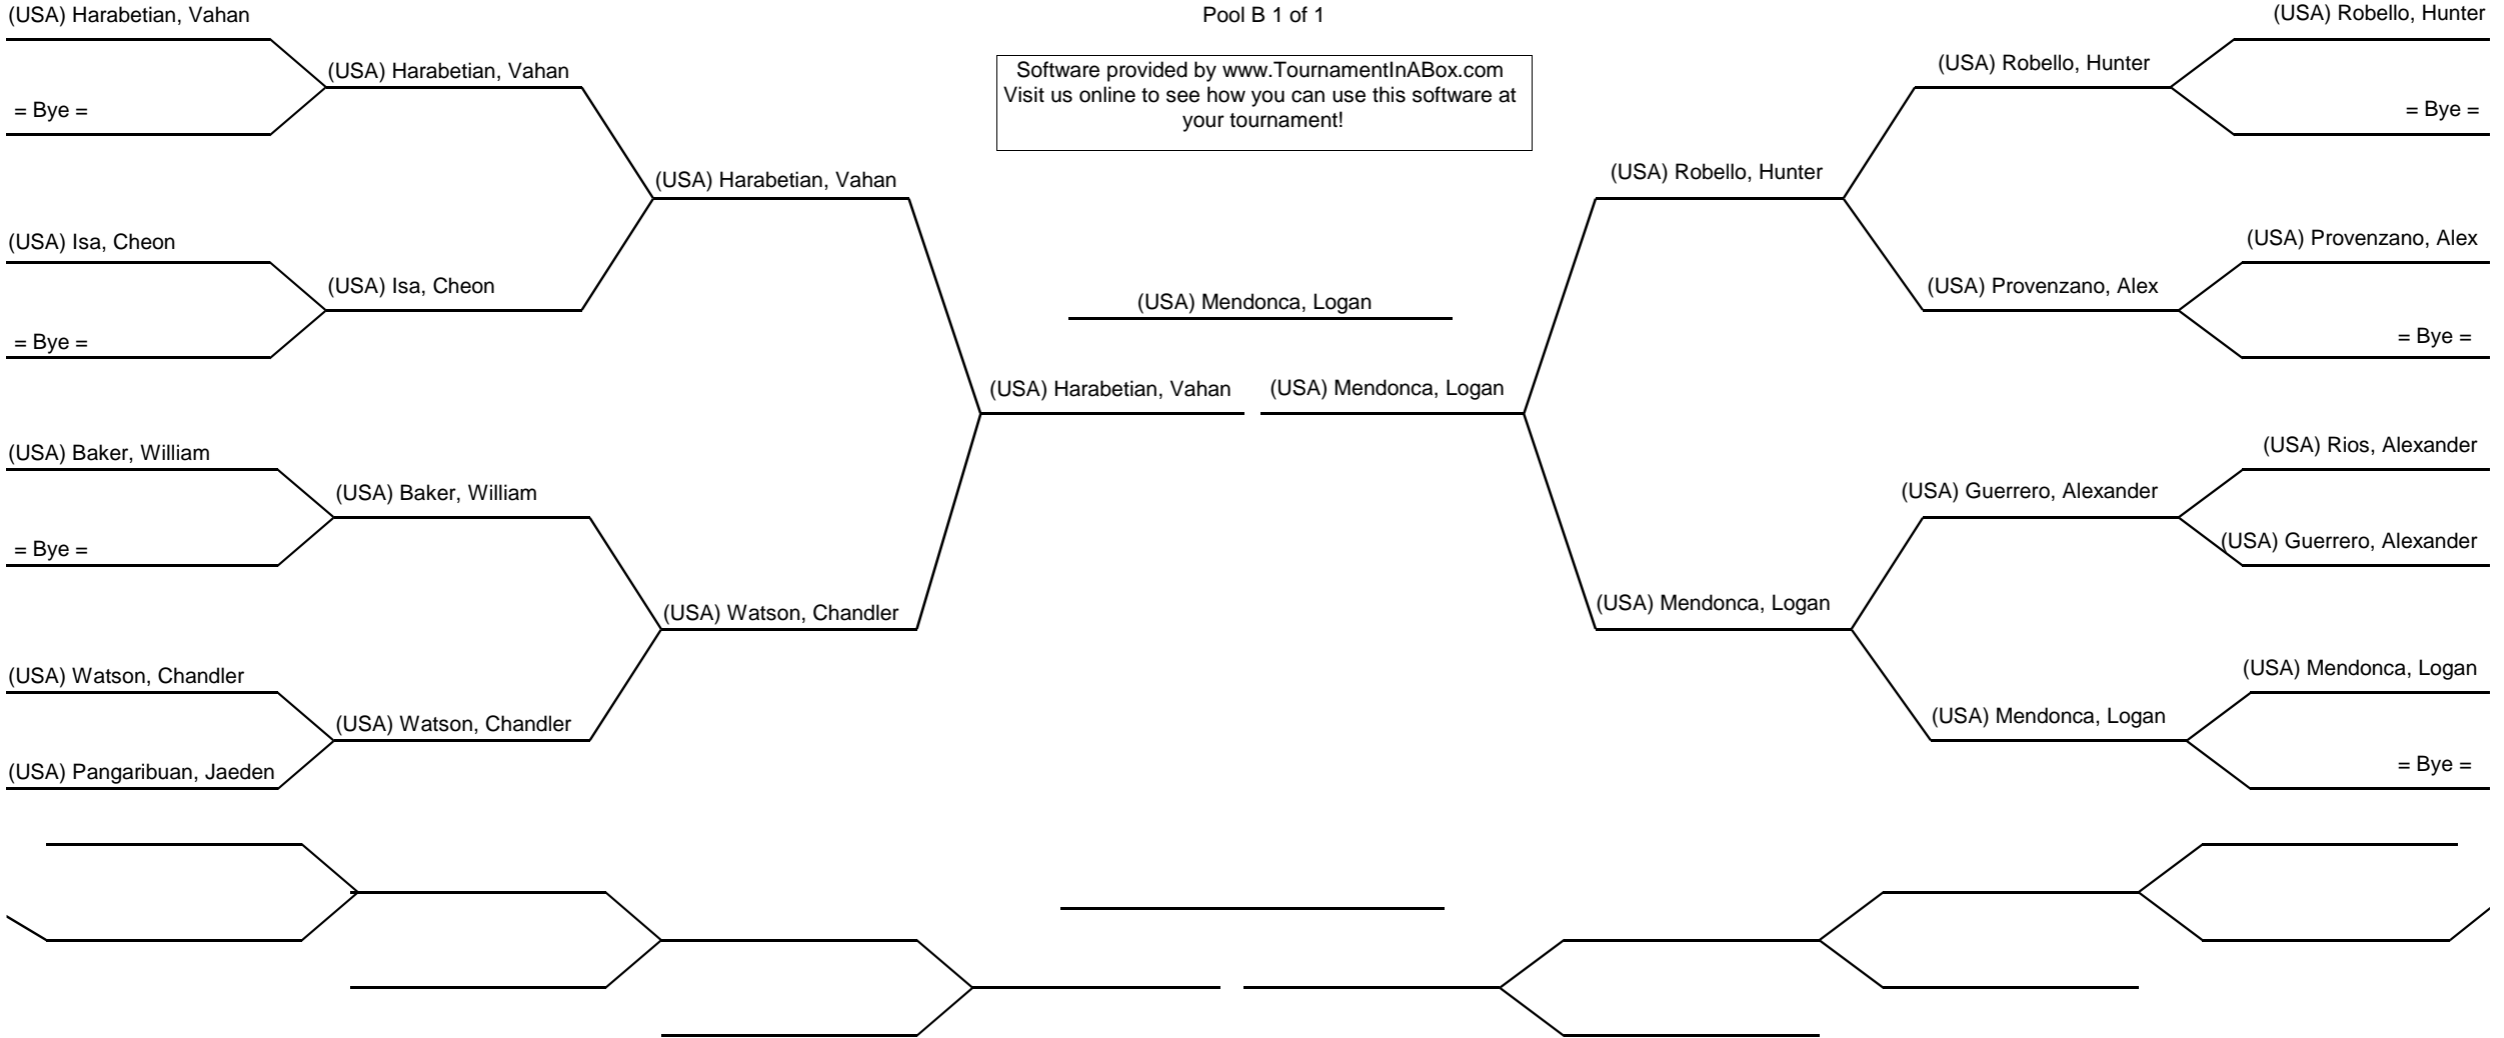 (USA) Harabetian, Vahan
Pool B 1 of 1
(USA) Robello, Hunter
(USA) Harabetian, Vahan
Software provided by www.TournamentInABox.com
Visit us online to see how you can use this software at
your tournament!
(USA) Robello, Hunter
= Bye =
= Bye =
(USA) Harabetian, Vahan
(USA) Robello, Hunter
(USA) Isa, Cheon
(USA) Provenzano, Alex
(USA) Isa, Cheon
(USA) Mendonca, Logan
(USA) Provenzano, Alex
= Bye =
= Bye =
(USA) Harabetian, Vahan
(USA) Mendonca, Logan
(USA) Baker, William
(USA) Rios, Alexander
(USA) Baker, William
(USA) Guerrero, Alexander
= Bye =
(USA) Guerrero, Alexander
(USA) Watson, Chandler
(USA) Mendonca, Logan
(USA) Watson, Chandler
(USA) Mendonca, Logan
(USA) Watson, Chandler
(USA) Mendonca, Logan
(USA) Pangaribuan, Jaeden
= Bye =